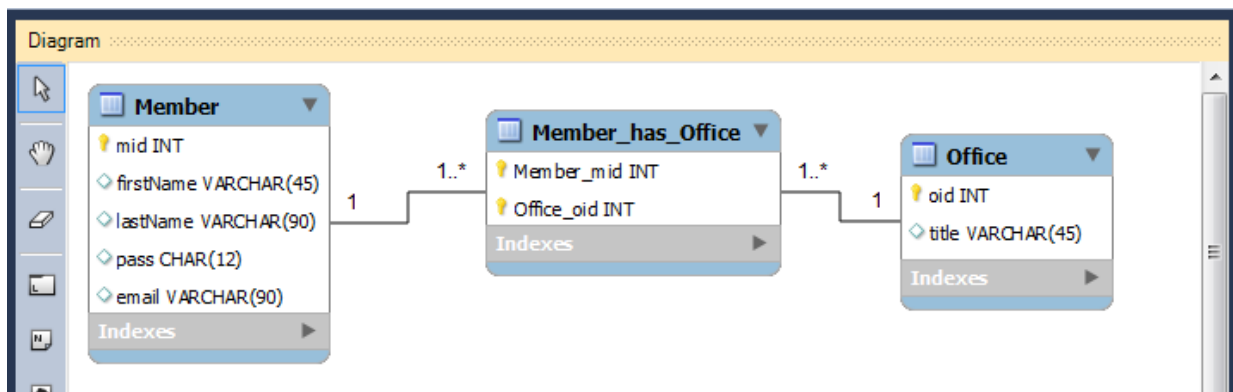 Diagram
Member
mid INT
firstName VARCHAR(45)
lastName VARCHAR(90)
pass CHAR(12)
email VARCHAR(90)
Indexes
1
1..*
Member_has_Office
Member_mid INT
Office_oid INT
Indexes
1..*
1
Office
oid INT
title VARCHAR(45)
Indexes